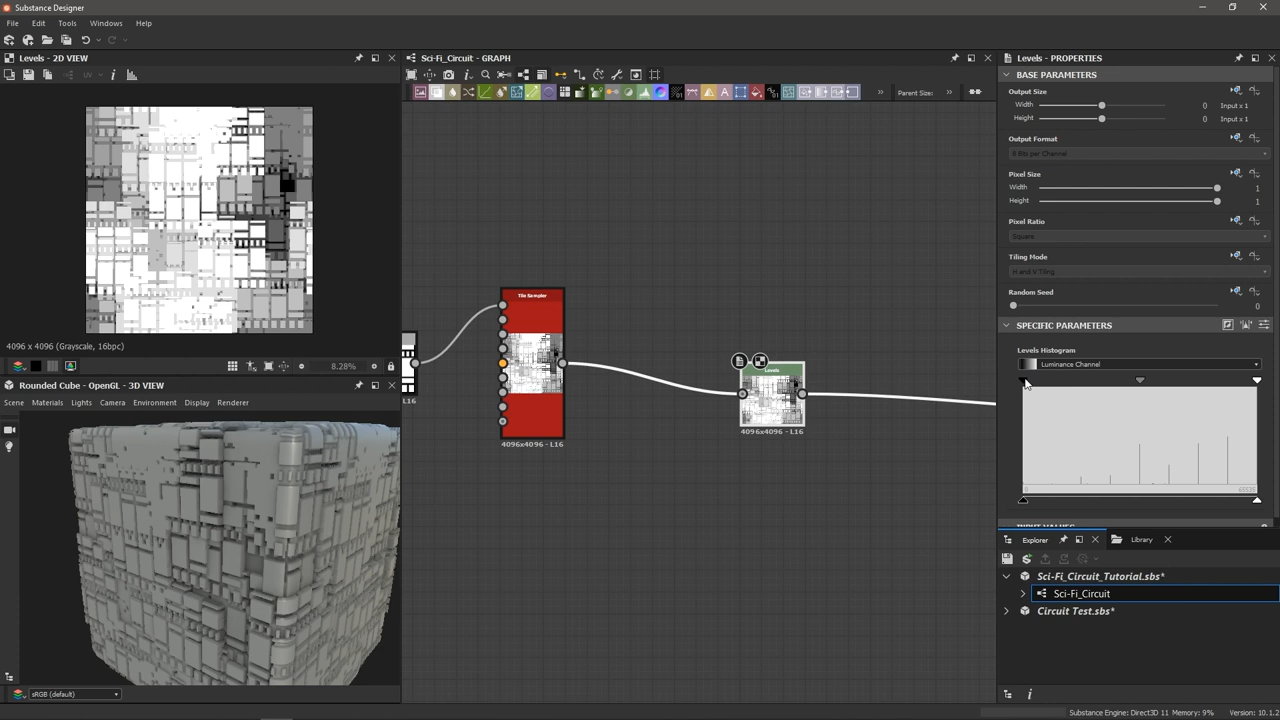 Substance Designer
File Edit Tools Windows Help
Levels - 2D VIEW
UV
4096 x 4096 (Grayscale, 16bpc)
8.28%
Rounded Cube - OpenGL - 3D VIEW
Scene Materials Lights Camera Environment Display Renderer
sRGB (default)
Sci-Fi_Circuit - GRAPH
Parent Size:
L16
Tile Sampler
4096x4096 - L16
Levels
4096x4096 - L16
Levels - PROPERTIES
BASE PARAMETERS
Output Size
Width 0 Input x 1
Height 0 Input x 1
Output Format
8 Bits per Channel
Pixel Size
Width 1
Height 1
Pixel Ratio
Square
Tiling Mode
H and V Tiling
Random Seed
0
SPECIFIC PARAMETERS
Levels Histogram
Luminance Channel
0 65520
INPUT VALUES
Explorer Library
Sci-Fi_Circuit_Tutorial.sbs*
Sci-Fi_Circuit
Circuit Test.sbs*
Substance Engine: Direct3D 11 Memory: 9% Version: 10.1.2